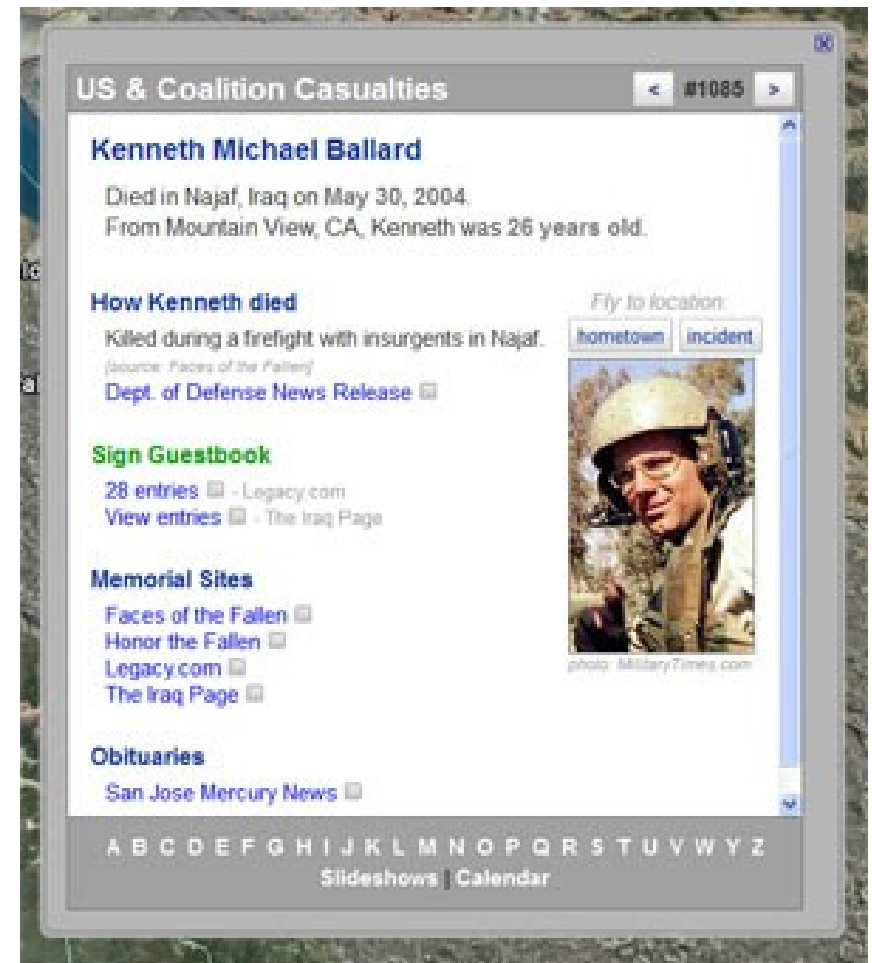 US & Coalition Casualties
< #1085 >
Kenneth Michael Ballard
Died in Najaf, Iraq on May 30, 2004.
From Mountain View, CA, Kenneth was 26 years old.
How Kenneth died
Fly to location:
Killed during a firefight with insurgents in Najaf.
hometown incident
[source: Faces of the Fallen]
Dept. of Defense News Release
Sign Guestbook
28 entries - Legacy.com
View entries - The Iraq Page
Memorial Sites
Faces of the Fallen
Honor the Fallen
Legacy.com
The Iraq Page
photo: MilitaryTimes.com
Obituaries
San Jose Mercury News
A B C D E F G H I J K L M N O P Q R S T U V W Y Z
Slideshows | Calendar